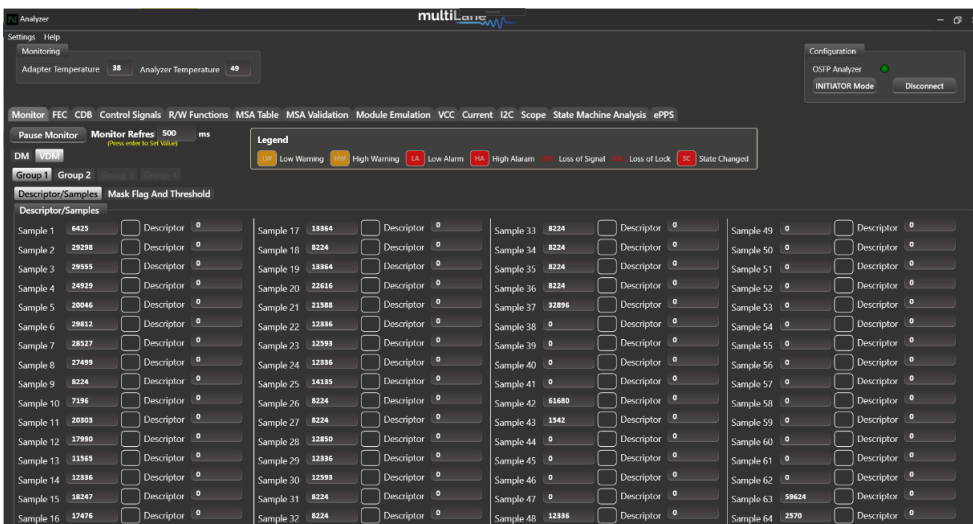 Analyzer
multiLane
Settings Help
Monitoring
Adapter Temperature 38 Analyzer Temperature 49
Configuration
OSFP Analyzer
INITIATOR Mode Disconnect
Monitor FEC CDB Control Signals R/W Functions MSA Table MSA Validation Module Emulation VCC Current I2C Scope State Machine Analysis ePPS
Pause Monitor Monitor Refres 500 ms
(Press enter to Set Value)
Legend
LW Low Warning HW High Warning LA Low Alarm HA High Alaram Loss of Signal Loss of Lock SC State Changed
DM VDM
Group 1 Group 2 Group 3 Group 4
Descriptor/Samples Mask Flag And Threshold
Descriptor/Samples
Sample 1 6425 Descriptor 0 Sample 17 13364 Descriptor 0 Sample 33 8224 Descriptor 0 Sample 49 0 Descriptor 0
Sample 2 29298 Descriptor 0 Sample 18 8224 Descriptor 0 Sample 34 8224 Descriptor 0 Sample 50 0 Descriptor 0
Sample 3 29555 Descriptor 0 Sample 19 13364 Descriptor 0 Sample 35 8224 Descriptor 0 Sample 51 0 Descriptor 0
Sample 4 24929 Descriptor 0 Sample 20 22616 Descriptor 0 Sample 36 8224 Descriptor 0 Sample 52 0 Descriptor 0
Sample 5 20046 Descriptor 0 Sample 21 21588 Descriptor 0 Sample 37 32896 Descriptor 0 Sample 53 0 Descriptor 0
Sample 6 29812 Descriptor 0 Sample 22 12336 Descriptor 0 Sample 38 0 Descriptor 0 Sample 54 0 Descriptor 0
Sample 7 28527 Descriptor 0 Sample 23 12593 Descriptor 0 Sample 39 0 Descriptor 0 Sample 55 0 Descriptor 0
Sample 8 27499 Descriptor 0 Sample 24 12336 Descriptor 0 Sample 40 0 Descriptor 0 Sample 56 0 Descriptor 0
Sample 9 8224 Descriptor 0 Sample 25 14135 Descriptor 0 Sample 41 0 Descriptor 0 Sample 57 0 Descriptor 0
Sample 10 7196 Descriptor 0 Sample 26 8224 Descriptor 0 Sample 42 61680 Descriptor 0 Sample 58 0 Descriptor 0
Sample 11 20303 Descriptor 0 Sample 27 8224 Descriptor 0 Sample 43 1542 Descriptor 0 Sample 59 0 Descriptor 0
Sample 12 17990 Descriptor 0 Sample 28 12850 Descriptor 0 Sample 44 0 Descriptor 0 Sample 60 0 Descriptor 0
Sample 13 11565 Descriptor 0 Sample 29 12336 Descriptor 0 Sample 45 0 Descriptor 0 Sample 61 0 Descriptor 0
Sample 14 12336 Descriptor 0 Sample 30 12593 Descriptor 0 Sample 46 0 Descriptor 0 Sample 62 0 Descriptor 0
Sample 15 18247 Descriptor 0 Sample 31 8224 Descriptor 0 Sample 47 0 Descriptor 0 Sample 63 59624 Descriptor 0
Sample 16 17476 Descriptor 0 Sample 32 8224 Descriptor 0 Sample 48 12336 Descriptor 0 Sample 64 2570 Descriptor 0